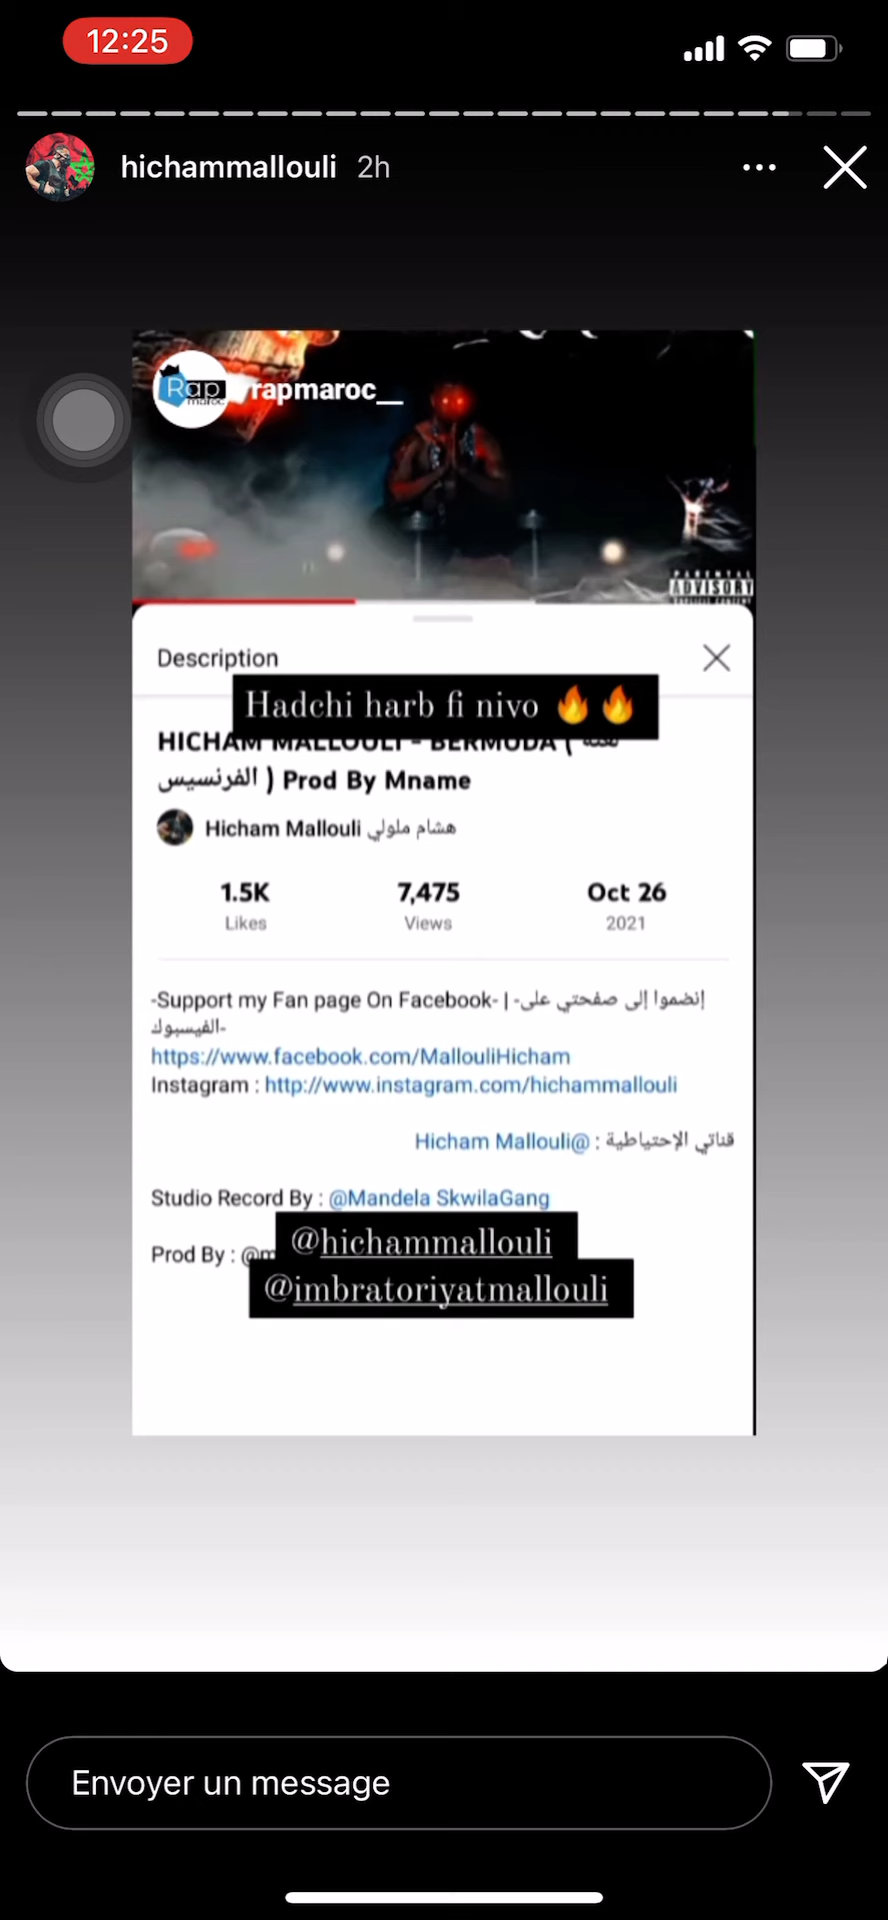 12:25
hichammallouli 2h
Rap
maroc
rapmaroc__
ADVISORY
Description
Hadchi harb fi nivo 🔥🔥
HICHAM MALLOULI - BERMUDA (
الفرنسيس ) Prod By Mname
Hicham Mallouli هشام ملولي
1.5K 7,475 Oct 26
Likes Views 2021
-Support my Fan page On Facebook- | -إنضموا إلى صفحتي على
الفيسبوك-
https://www.facebook.com/MallouliHicham
Instagram : http://www.instagram.com/hichammallouli
قناتي الإحتياطية : @Hicham Mallouli
Studio Record By : @Mandela SkwilaGang
Prod By : @m
@hichammallouli
@imbratoriyatmallouli
Envoyer un message